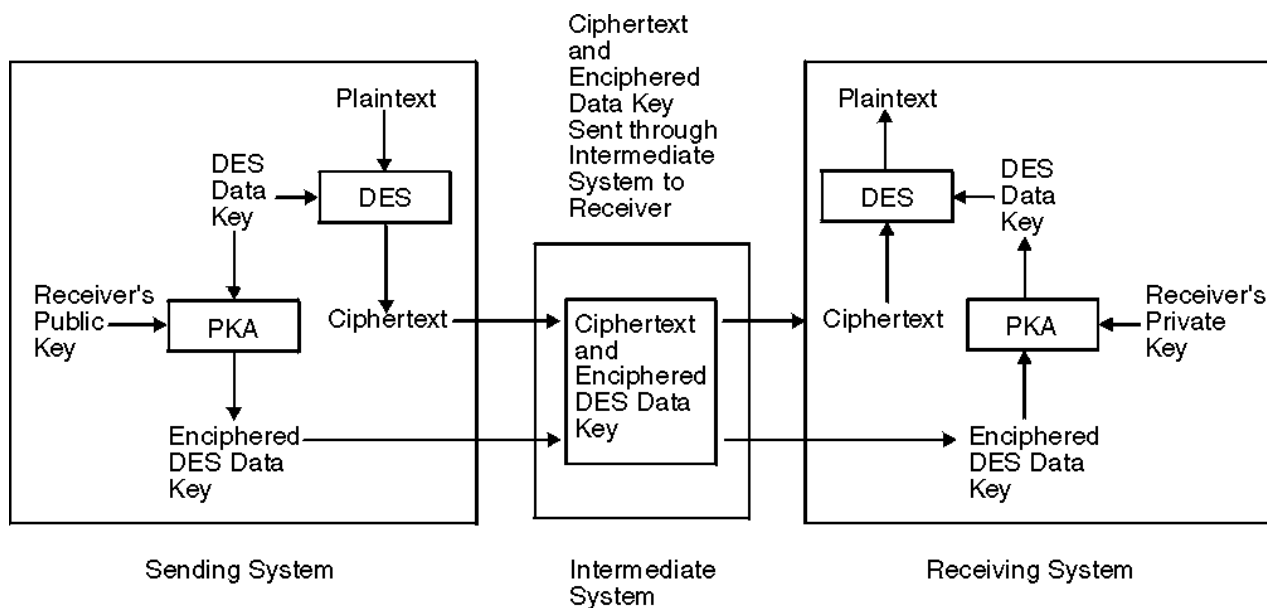 Ciphertext
and
Enciphered
Data Key
Sent through
Intermediate
System to
Receiver
Plaintext
DES
Data
Key
DES
Receiver's
Public
Key
PKA
Ciphertext
Enciphered
DES Data
Key
Sending System
Ciphertext
and
Enciphered
DES Data
Key
Intermediate
System
Plaintext
DES
DES
Data
Key
Ciphertext
PKA
Receiver's
Private
Key
Enciphered
DES Data
Key
Receiving System